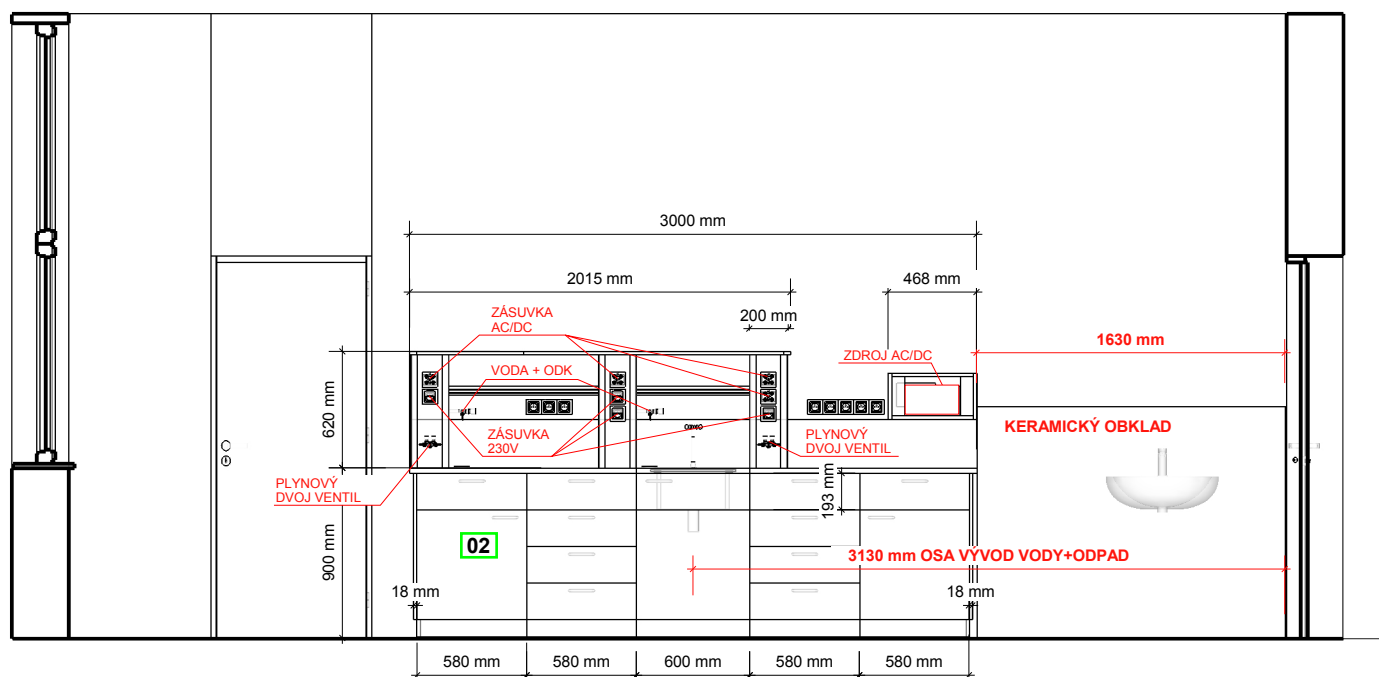 3000 mm
2015 mm
468 mm
200 mm
ZÁSUVKA
AC/DC
1630 mm
ZDROJ AC/DC
VODA + ODK
620 mm
KERAMICKÝ OBKLAD
ZÁSUVKA
230V
PLYNOVÝ
DVOJ VENTIL
PLYNOVÝ
DVOJ VENTIL
193 mm
02
900 mm
3130 mm OSA VÝVOD VODY+ODPAD
18 mm
18 mm
580 mm
580 mm
600 mm
580 mm
580 mm